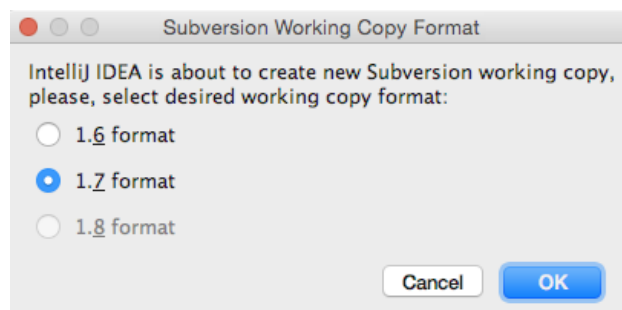 Subversion Working Copy Format
IntelliJ IDEA is about to create new Subversion working copy,
please, select desired working copy format:
1.6 format
1.7 format
1.8 format
Cancel OK